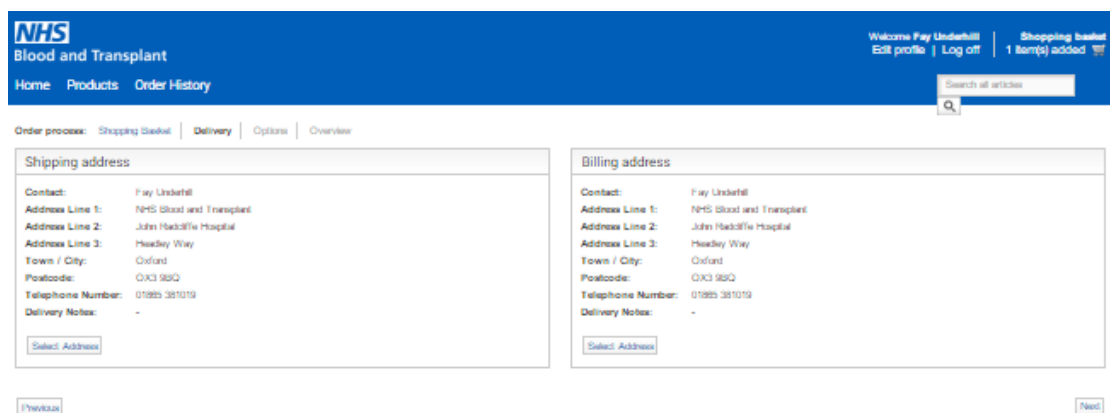 NHS
Blood and Transplant
Welcome Fay Underhill
Edit profile | Log off
Shopping basket
1 item(s) added
Home Products Order History
Search all articles
Order process: Shopping Basket Delivery Options Overview
Shipping address
Contact: Fay Underhill
Address Line 1: NHS Blood and Transplant
Address Line 2: John Radcliffe Hospital
Address Line 3: Headley Way
Town / City: Oxford
Postcode: OX3 9BQ
Telephone Number: 01865 381019
Delivery Notes: -
Select Address
Billing address
Contact: Fay Underhill
Address Line 1: NHS Blood and Transplant
Address Line 2: John Radcliffe Hospital
Address Line 3: Headley Way
Town / City: Oxford
Postcode: OX3 9BQ
Telephone Number: 01865 381019
Delivery Notes: -
Select Address
Previous
Next